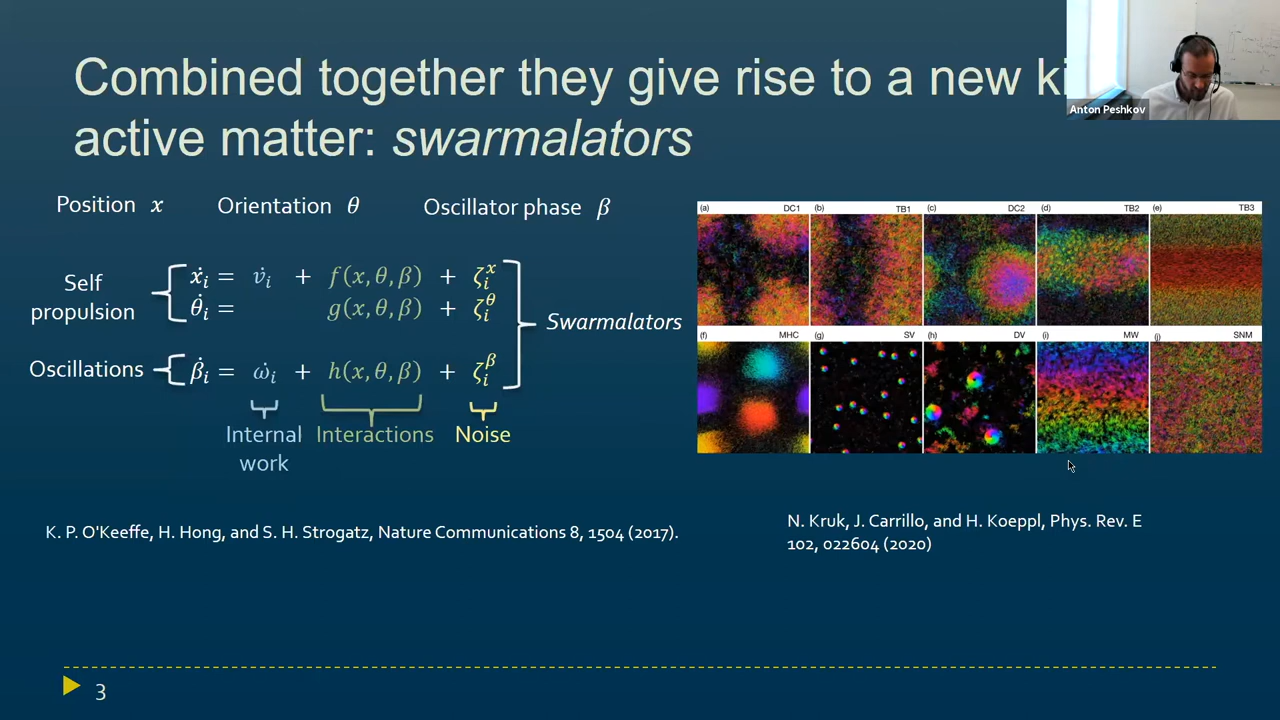 Combined together they give rise to a new ki
active matter: swarmalators
Anton Peshkov
Position x Orientation θ Oscillator phase β
Self
propulsion
ẋᵢ = v̇ᵢ + f(x, θ, β) + ζᵢˣ
θ̇ᵢ = g(x, θ, β) + ζᵢᶿ
Swarmalators
Oscillations β̇ᵢ = ω̇ᵢ + h(x, θ, β) + ζᵢᵝ
Internal
work
Interactions
Noise
(a) DC1 (b) TB1 (c) DC2 (d) TB2 (e) TB3
(f) MHC (g) SV (h) DV (i) MW (j) SNM
K. P. O'Keeffe, H. Hong, and S. H. Strogatz, Nature Communications 8, 1504 (2017).
N. Kruk, J. Carrillo, and H. Koeppl, Phys. Rev. E
102, 022604 (2020)
3